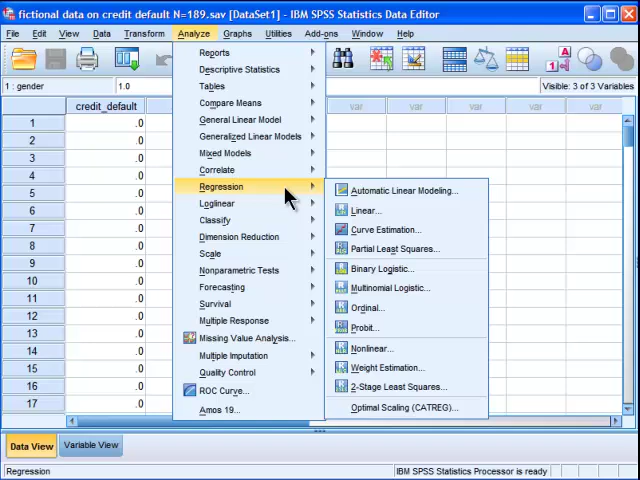 fictional data on credit default N=189.sav [DataSet1] - IBM SPSS Statistics Data Editor
File Edit View Data Transform Analyze Graphs Utilities Add-ons Window Help
1 : gender 1.0 Visible: 3 of 3 Variables
credit_default var var var var var
1 .0
2 .0
3 .0
4 .0
5 .0
6 .0
7 .0
8 .0
9 .0
10 .0
11 .0
12 .0
13 .0
14 .0
15 .0
16 .0
17 .0
Reports
Descriptive Statistics
Tables
Compare Means
General Linear Model
Generalized Linear Models
Mixed Models
Correlate
Regression
Loglinear
Classify
Dimension Reduction
Scale
Nonparametric Tests
Forecasting
Survival
Multiple Response
Missing Value Analysis...
Multiple Imputation
Quality Control
ROC Curve...
Amos 19...
Automatic Linear Modeling...
Linear...
Curve Estimation...
Partial Least Squares...
Binary Logistic...
Multinomial Logistic...
Ordinal...
Probit...
Nonlinear...
Weight Estimation...
2-Stage Least Squares...
Optimal Scaling (CATREG)...
Data View Variable View
Regression IBM SPSS Statistics Processor is ready